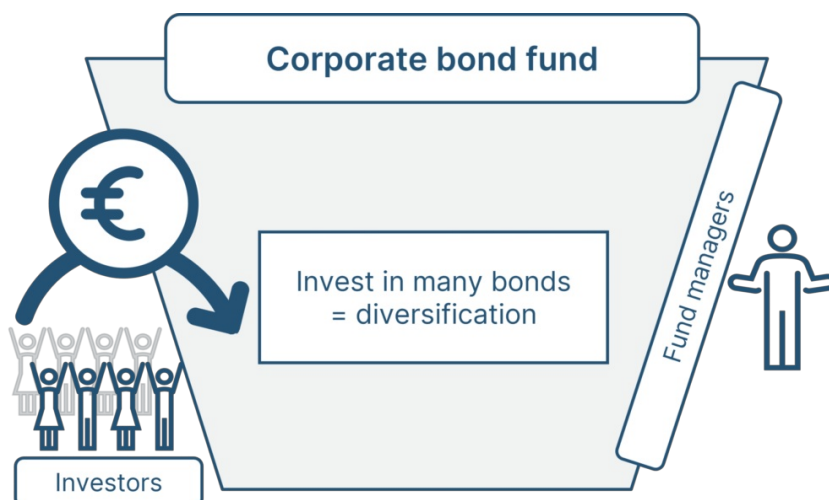 Corporate bond fund
€
Invest in many bonds
= diversification
Fund managers
Investors